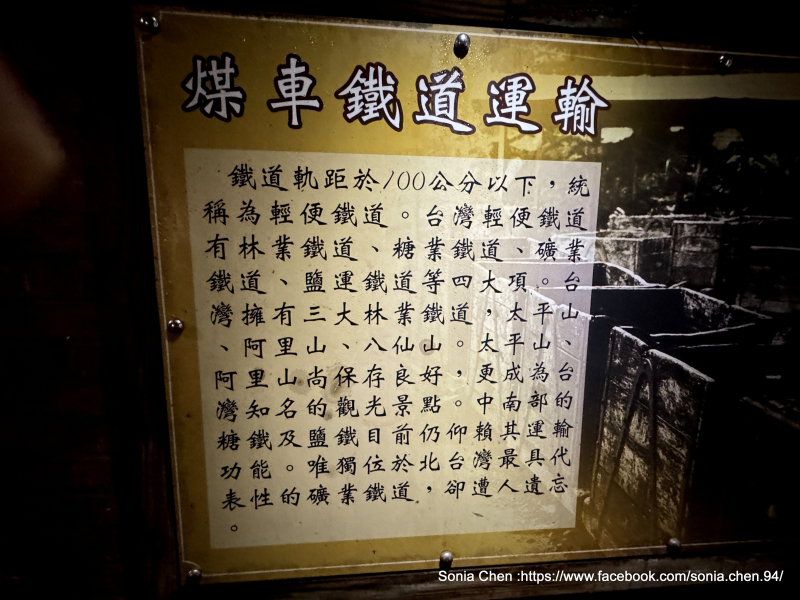 煤車鐵道運輸
鐵道軌距於100公分以下，統
稱為輕便鐵道。台灣輕便鐵道
有林業鐵道、糖業鐵道、礦業
鐵道、鹽運鐵道等四大項。台
灣擁有三大林業鐵道，太平山
、阿里山、八仙山。太平山、
阿里山尚保存良好，更成為台
灣知名的觀光景點。中南部的
糖鐵及鹽鐵目前仍仰賴其運輸
功能。唯獨位於北台灣最具代
表性的礦業鐵道，卻遭人遺忘
。
Sonia Chen :https://www.facebook.com/sonia.chen.94/